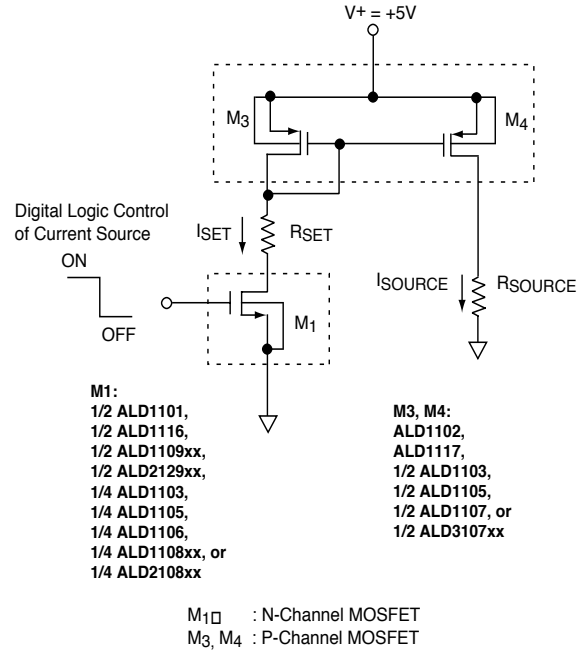 V+ = +5V
M3
M4
Digital Logic Control
of Current Source
ON
OFF
ISET
RSET
ISOURCE
RSOURCE
M1
M1:
1/2 ALD1101,
1/2 ALD1116,
1/2 ALD1109xx,
1/2 ALD2129xx,
1/4 ALD1103,
1/4 ALD1105,
1/4 ALD1106,
1/4 ALD1108xx, or
1/4 ALD2108xx
M3, M4:
ALD1102,
ALD1117,
1/2 ALD1103,
1/2 ALD1105,
1/2 ALD1107, or
1/2 ALD3107xx
M1□ : N-Channel MOSFET
M3, M4 : P-Channel MOSFET